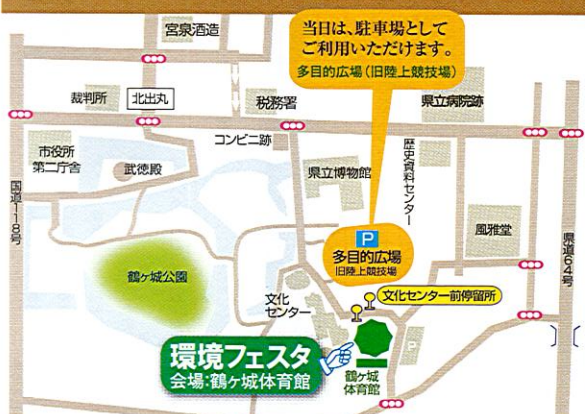 宮泉酒造
当日は、駐車場として
ご利用いただけます。
多目的広場（旧陸上競技場）
裁判所
北出丸
税務署
県立病院跡
コンビニ跡
市役所
第二庁舎
武徳殿
県立博物館
歴史資料センター
国道118号
風雅堂
県道64号
P
多目的広場
旧陸上競技場
鶴ヶ城公園
文化
センター
文化センター前停留所
P
環境フェスタ
会場:鶴ヶ城体育館
鶴ヶ城
体育館